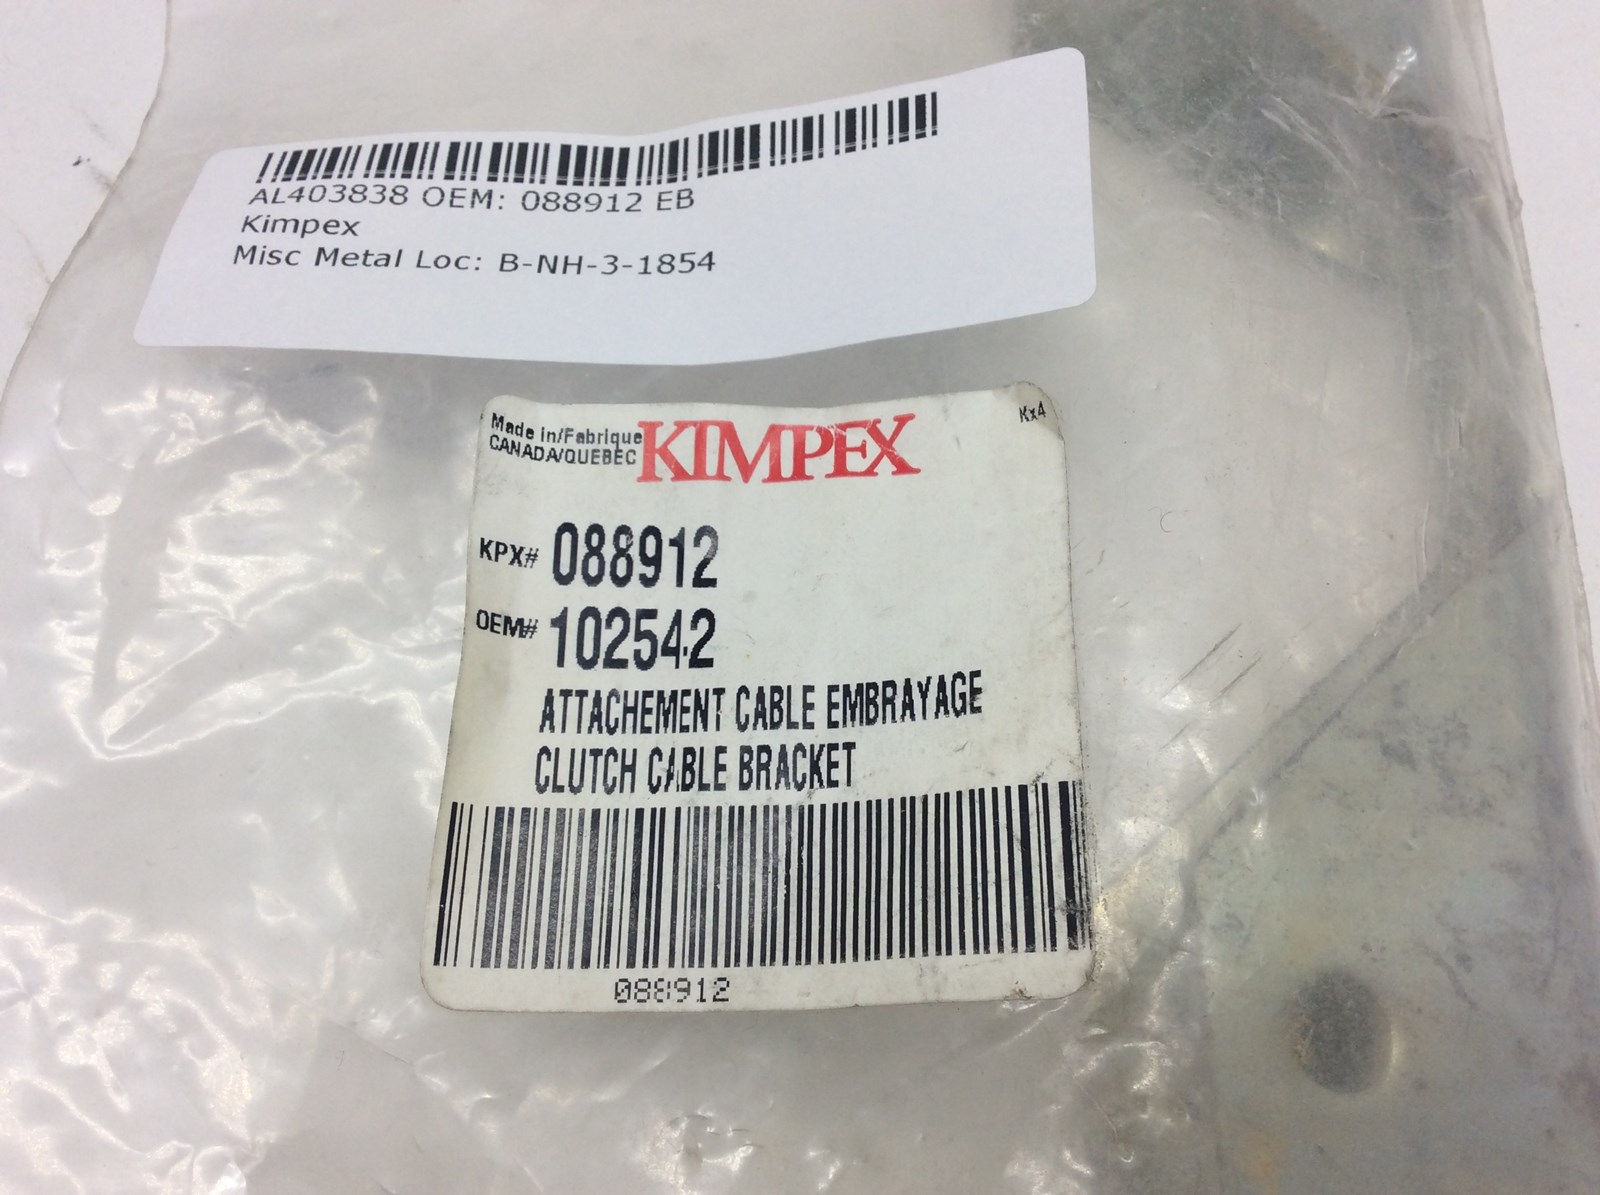 AL403838 OEM: 088912 EB
Kimpex
Misc Metal Loc: B-NH-3-1854
Made in/Fabrique
CANADA/QUEBEC
KIMPEX
Kx4
KPX# 088912
OEM# 102542
ATTACHEMENT CABLE EMBRAYAGE
CLUTCH CABLE BRACKET
088912